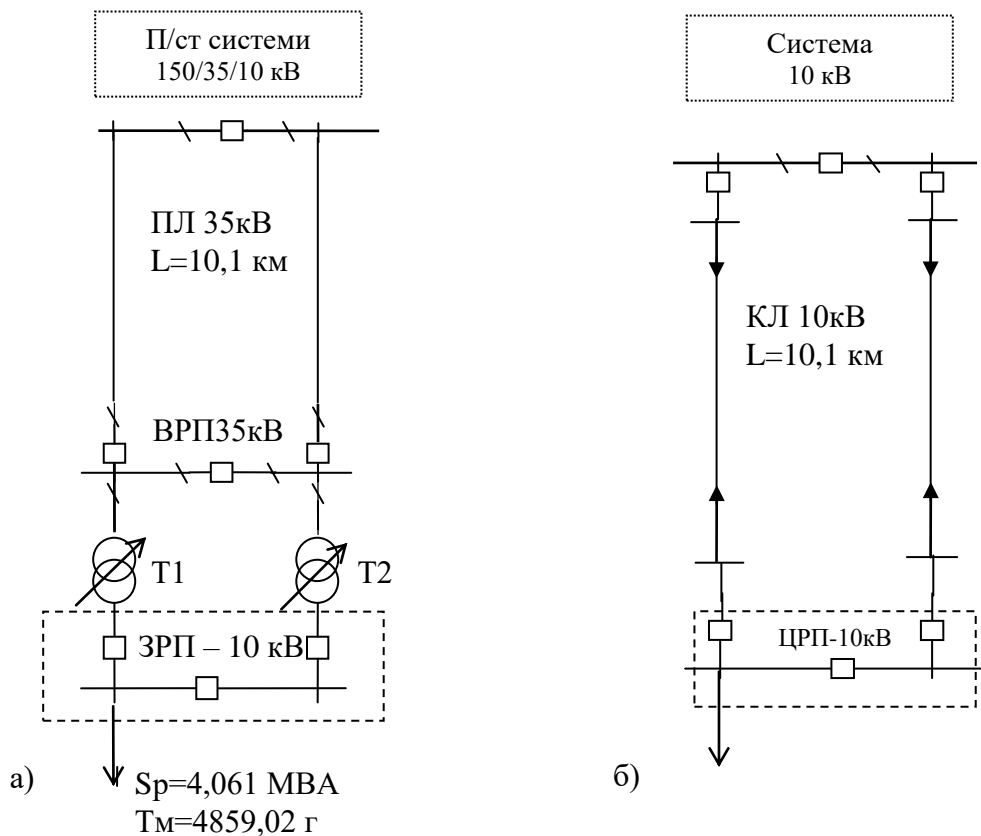 П/ст системи
150/35/10 кВ
Система
10 кВ
ПЛ 35кВ
L=10,1 км
КЛ 10кВ
L=10,1 км
ВРП35кВ
Т1
Т2
ЗРП – 10 кВ
ЦРП-10кВ
а)
Sp=4,061 МВА
Тм=4859,02 г
б)